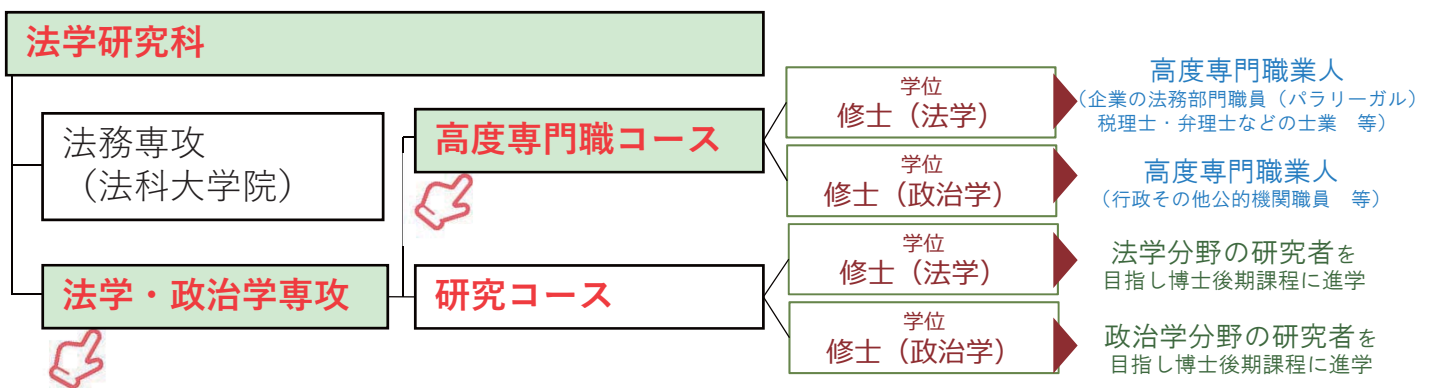 法学研究科
法務専攻
（法科大学院）
法学・政治学専攻
高度専門職コース
研究コース
学位
修士（法学）
学位
修士（政治学）
学位
修士（法学）
学位
修士（政治学）
高度専門職業人
（企業の法務部門職員（パラリーガル）
税理士・弁理士などの士業　等）
高度専門職業人
（行政その他公的機関職員　等）
法学分野の研究者を
目指し博士後期課程に進学
政治学分野の研究者を
目指し博士後期課程に進学